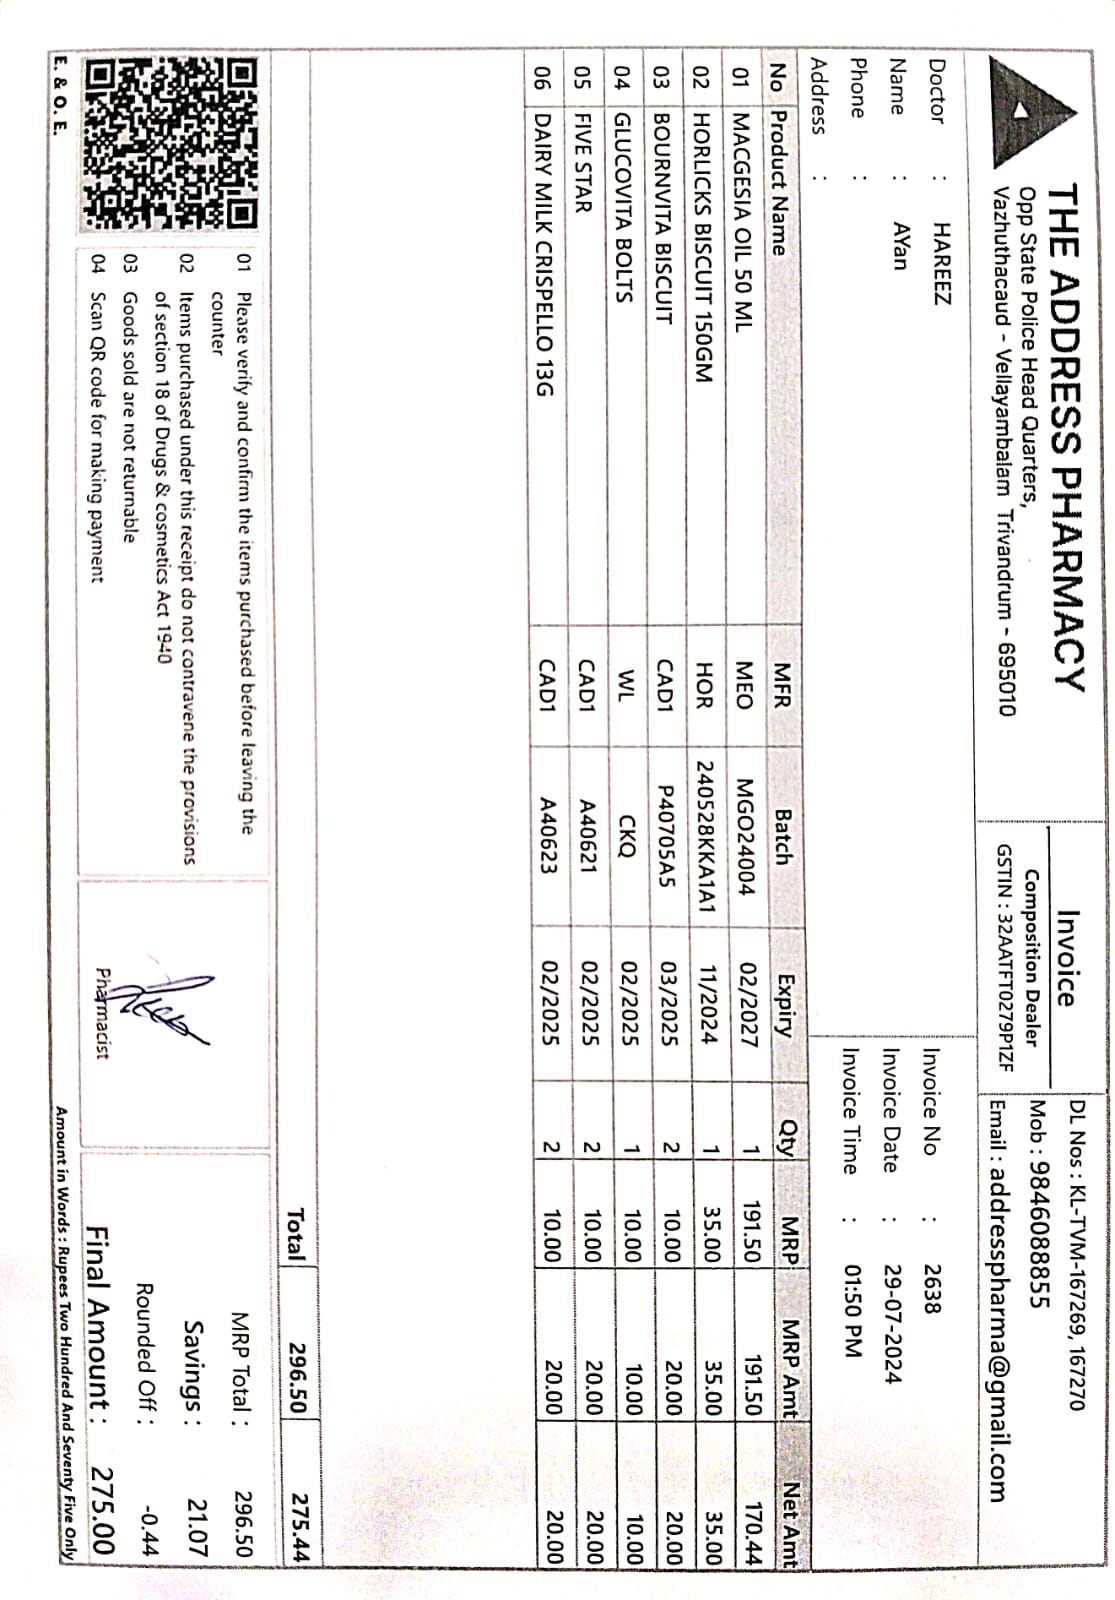 THE ADDRESS PHARMACY
Opp State Police Head Quarters,
Vazhuthacaud - Vellayambalam Trivandrum - 695010
Invoice
Composition Dealer
GSTIN : 32AATFT0279P1ZF
DL Nos : KL-TVM-167269, 167270
Mob : 9846088855
Email : addresspharma@gmail.com
Doctor : HAREEZ
Name : AYan
Phone :
Address :
Invoice No : 2638
Invoice Date : 29-07-2024
Invoice Time : 01:50 PM
No Product Name MFR Batch Expiry Qty MRP MRP Amt Net Amt
01 MACGESIA OIL 50 ML MEO MGO24004 02/2027 1 191.50 191.50 170.44
02 HORLICKS BISCUIT 150GM HOR 240528KKA1A1 11/2024 1 35.00 35.00 35.00
03 BOURNVITA BISCUIT CAD1 P40705A5 03/2025 2 10.00 20.00 20.00
04 GLUCOVITA BOLTS WL CKQ 02/2025 1 10.00 10.00 10.00
05 FIVE STAR CAD1 A40621 02/2025 2 10.00 20.00 20.00
06 DAIRY MILK CRISPELLO 13G CAD1 A40623 02/2025 2 10.00 20.00 20.00
Total 296.50 275.44
01 Please verify and confirm the items purchased before leaving the
counter
02 Items purchased under this receipt do not contravene the provisions
of section 18 of Drugs & cosmetics Act 1940
03 Goods sold are not returnable
04 Scan QR code for making payment
Pharmacist
MRP Total : 296.50
Savings : 21.07
Rounded Off : -0.44
Final Amount : 275.00
E. & O. E.
Amount in Words : Rupees Two Hundred And Seventy Five Only